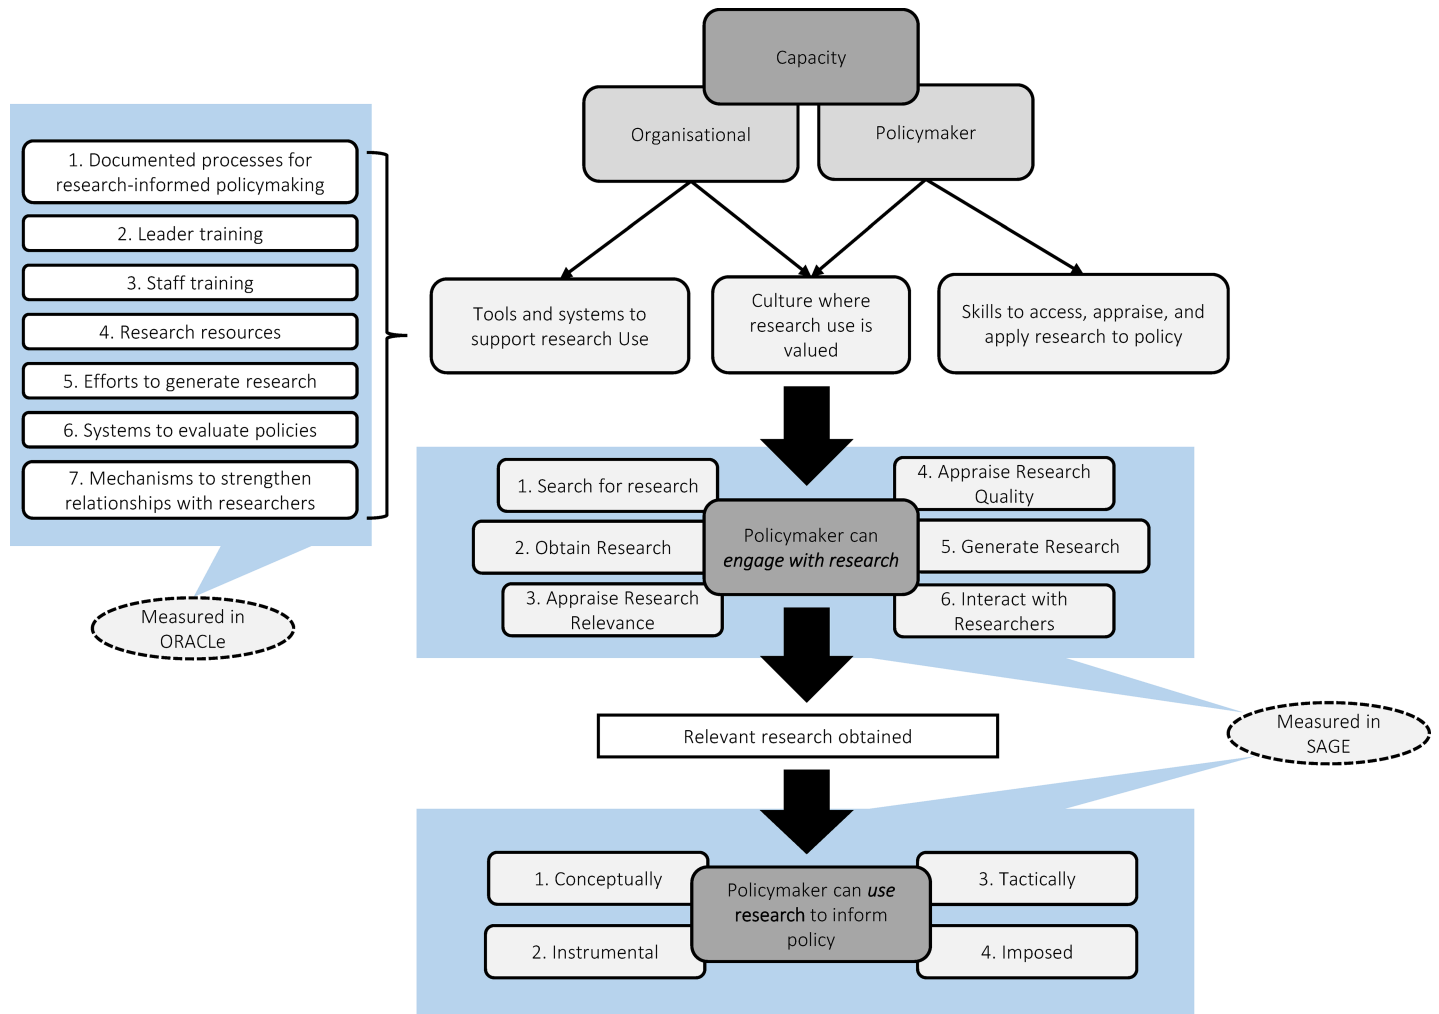 Capacity
Organisational
Policymaker
1. Documented processes for
research-informed policymaking
2. Leader training
3. Staff training
4. Research resources
5. Efforts to generate research
6. Systems to evaluate policies
7. Mechanisms to strengthen
relationships with researchers
Measured in
ORACLe
Tools and systems to
support research Use
Culture where
research use is
valued
Skills to access, appraise, and
apply research to policy
1. Search for research
2. Obtain Research
3. Appraise Research
Relevance
Policymaker can
engage with research
4. Appraise Research
Quality
5. Generate Research
6. Interact with
Researchers
Relevant research obtained
Measured in
SAGE
1. Conceptually
2. Instrumental
Policymaker can use
research to inform
policy
3. Tactically
4. Imposed